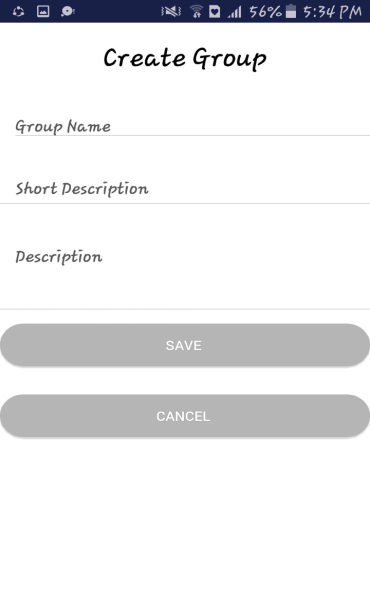 56% 5:34 PM
Create Group
Group Name
Short Description
Description
SAVE
CANCEL